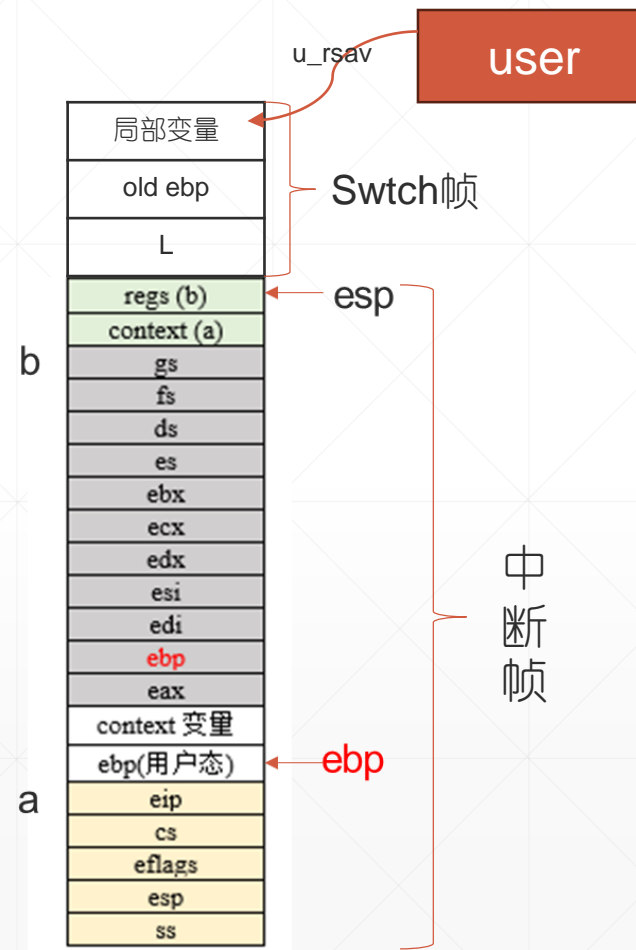 u_rsav
user
局部变量
old ebp
Swtch帧
L
regs (b)
esp
context (a)
b
gs
fs
ds
es
ebx
ecx
edx
中
断
帧
esi
edi
ebp
eax
context 变量
ebp(用户态)
ebp
a
eip
cs
eflags
esp
ss